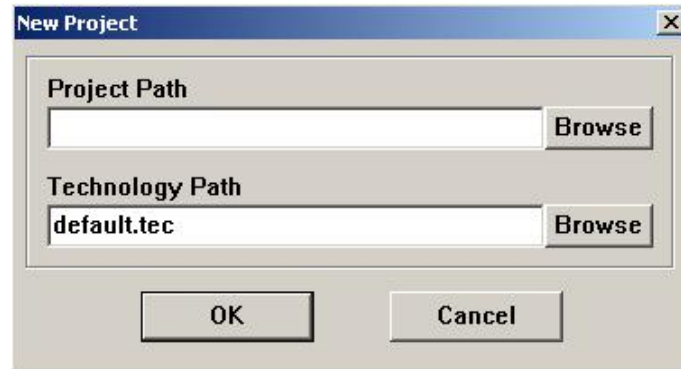 New Project
Project Path
Browse
Technology Path
default.tec
Browse
OK
Cancel